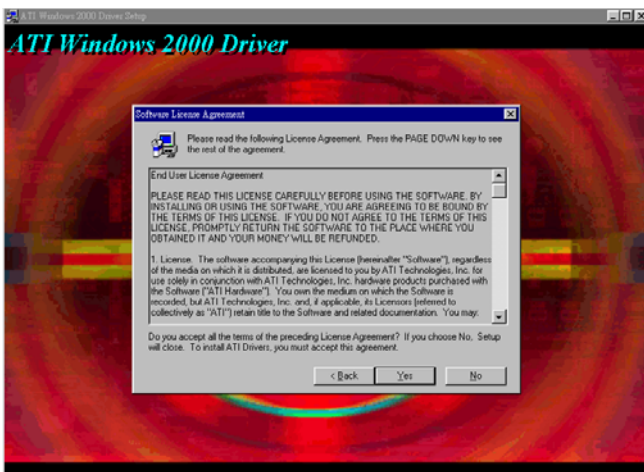 ATI Windows 2000 Driver Setup
ATI Windows 2000 Driver
Software License Agreement
Please read the following License Agreement. Press the PAGE DOWN key to see
the rest of the agreement.
End User License Agreement
PLEASE READ THIS LICENSE CAREFULLY BEFORE USING THE SOFTWARE. BY
INSTALLING OR USING THE SOFTWARE, YOU ARE AGREEING TO BE BOUND BY
THE TERMS OF THIS LICENSE. IF YOU DO NOT AGREE TO THE TERMS OF THIS
LICENSE, PROMPTLY RETURN THE SOFTWARE TO THE PLACE WHERE YOU
OBTAINED IT AND YOUR MONEY WILL BE REFUNDED.
1. License. The software accompanying this License (hereinafter "Software"), regardless
of the media on which it is distributed, are licensed to you by ATI Technologies, Inc. for
use solely in conjunction with ATI Technologies, Inc. hardware products purchased with
the Software ("ATI Hardware"). You own the medium on which the Software is
recorded, but ATI Technologies, Inc. and, if applicable, its Licensors (referred to
collectively as "ATI") retain title to the Software and related documentation. You may:
Do you accept all the terms of the preceding License Agreement? If you choose No, Setup
will close. To install ATI Drivers, you must accept this agreement.
< Back Yes No